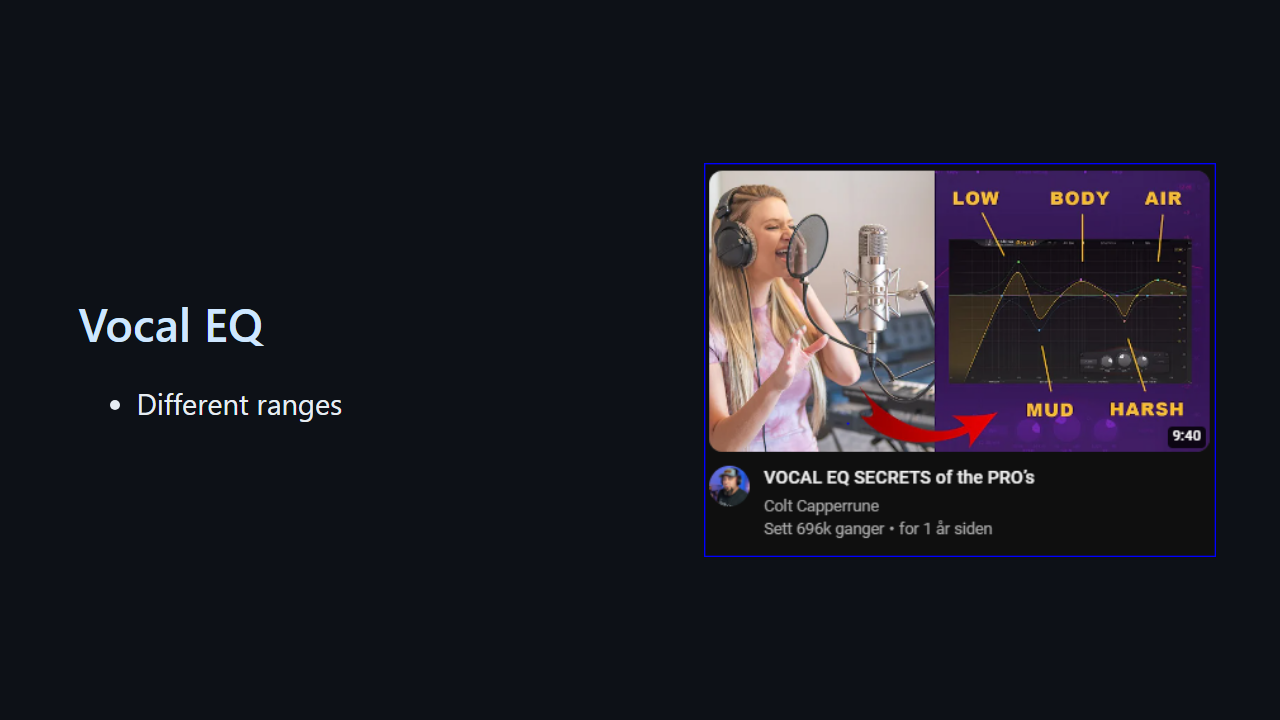 Vocal EQ
Different ranges
LOW BODY AIR
MUD HARSH
9:40
VOCAL EQ SECRETS of the PRO's
Colt Capperrune
Sett 696k ganger • for 1 år siden